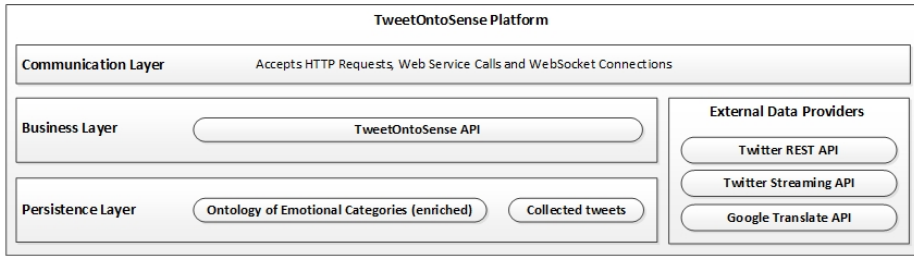 TweetOntoSense Platform
Communication Layer Accepts HTTP Requests, Web Service Calls and WebSocket Connections
Business Layer TweetOntoSense API
Persistence Layer Ontology of Emotional Categories (enriched) Collected tweets
External Data Providers
Twitter REST API
Twitter Streaming API
Google Translate API